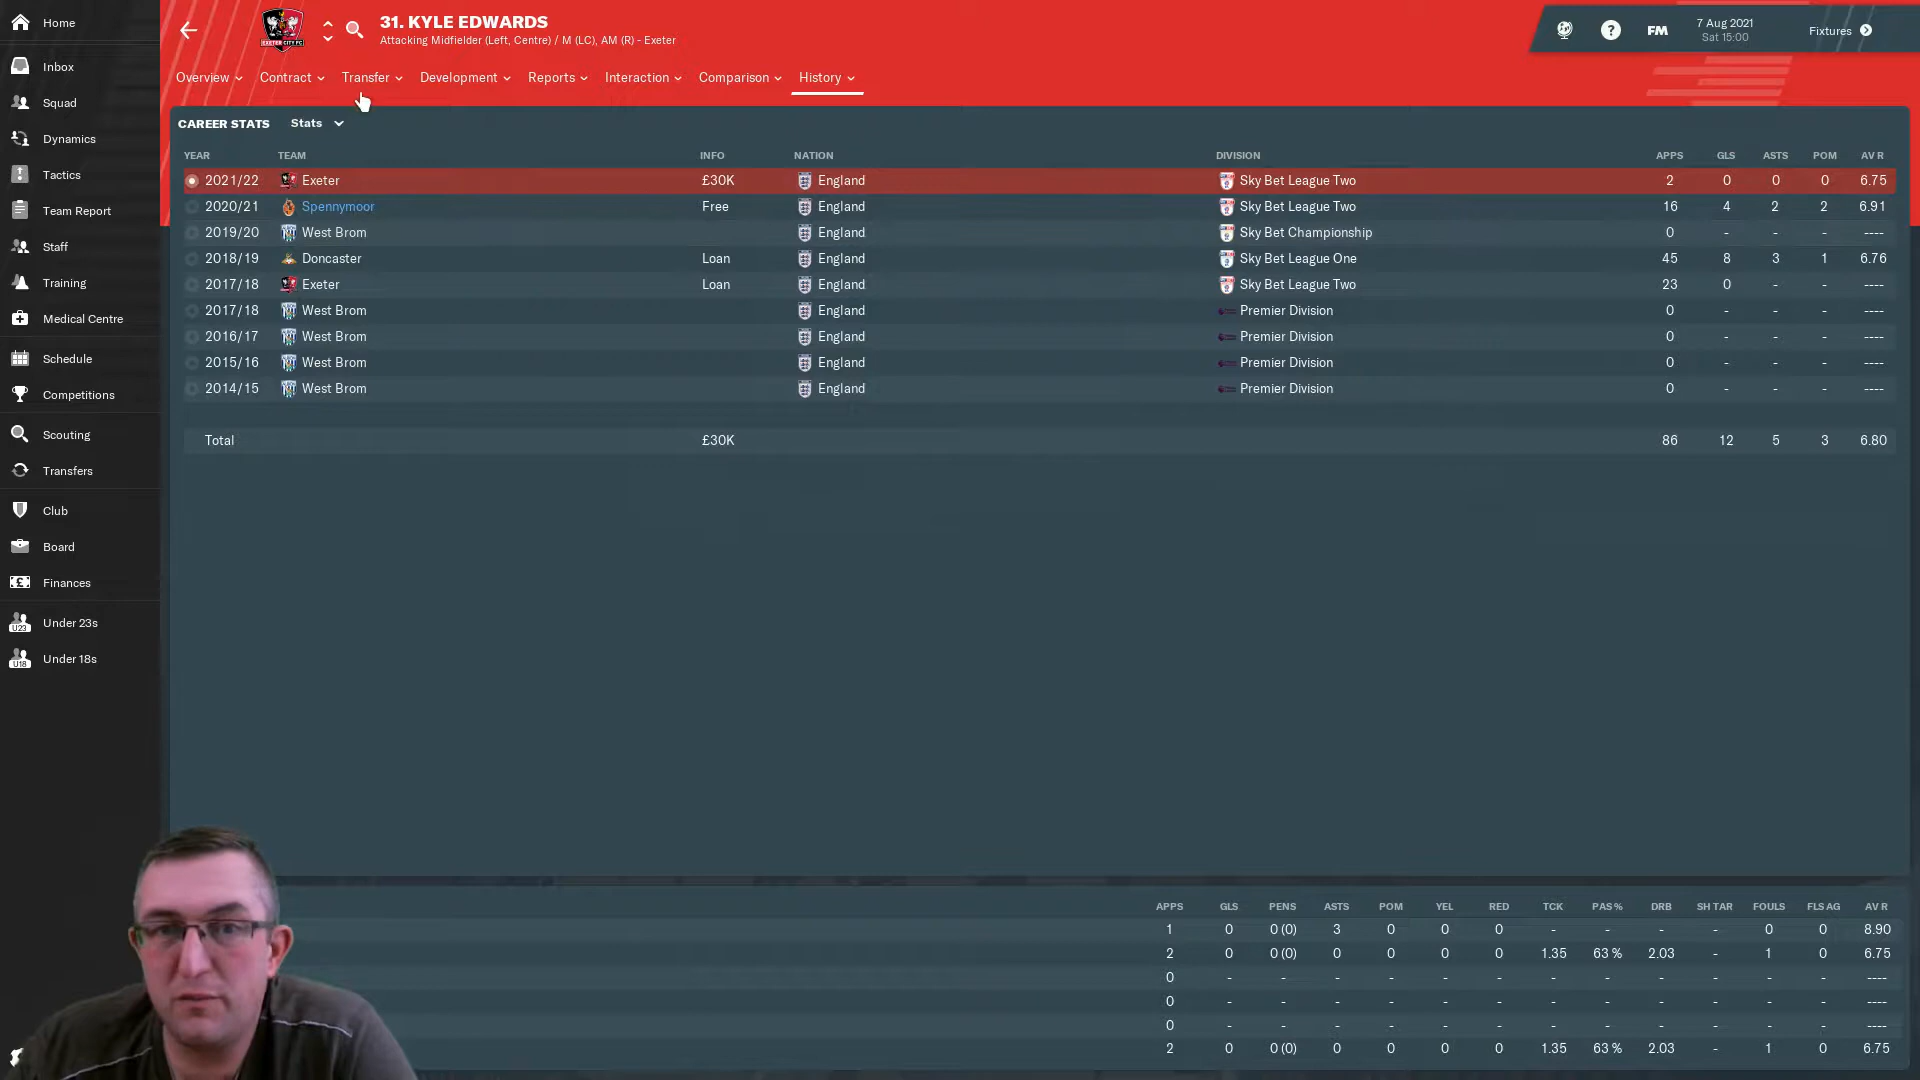 Home
Inbox
Squad
Dynamics
Tactics
Team Report
Staff
Training
Medical Centre
Schedule
Competitions
Scouting
Transfers
Club
Board
Finances
U23 Under 23s
U18 Under 18s
EXETER CITY FC
31. KYLE EDWARDS
Attacking Midfielder (Left, Centre) / M (LC), AM (R) - Exeter
? FM 7 Aug 2021 Fixtures
Sat 15:00
Overview Contract Transfer Development Reports Interaction Comparison History
CAREER STATS Stats
YEAR TEAM INFO NATION DIVISION APPS GLS ASTS POM AV R
2021/22 Exeter £30K England Sky Bet League Two 2 0 0 0 6.75
2020/21 Spennymoor Free England Sky Bet League Two 16 4 2 2 6.91
2019/20 West Brom England Sky Bet Championship 0 - - - ----
2018/19 Doncaster Loan England Sky Bet League One 45 8 3 1 6.76
2017/18 Exeter Loan England Sky Bet League Two 23 0 - - ----
2017/18 West Brom England Premier Division 0 - - - ----
2016/17 West Brom England Premier Division 0 - - - ----
2015/16 West Brom England Premier Division 0 - - - ----
2014/15 West Brom England Premier Division 0 - - - ----
Total £30K 86 12 5 3 6.80
APPS GLS PENS ASTS POM YEL RED TCK PAS % DRB SH TAR FOULS FLS AG AV R
1 0 0 (0) 3 0 0 0 - - - - 0 0 8.90
2 0 0 (0) 0 0 0 0 1.35 63 % 2.03 - 1 0 6.75
0 - - - - - - - - - - - - ----
0 - - - - - - - - - - - - ----
0 - - - - - - - - - - - - ----
2 0 0 (0) 0 0 0 0 1.35 63 % 2.03 - 1 0 6.75